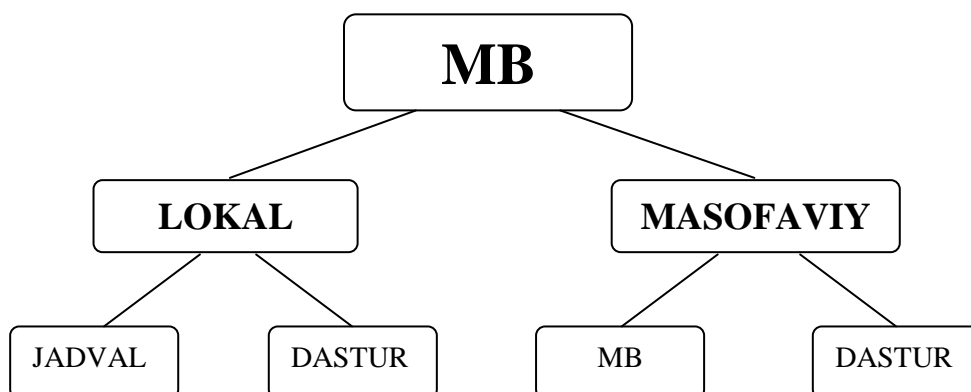 MB
LOKAL
MASOFAVIY
JADVAL
DASTUR
MB
DASTUR